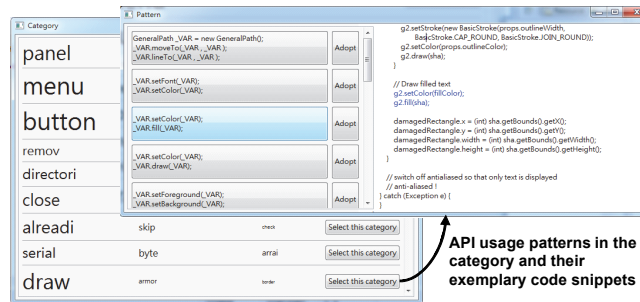 Category
panel
menu
button
remov
directori
close
alreadi skip check Select this category
serial byte arrai Select this category
draw armor border Select this category
Pattern
GeneralPath _VAR = new GeneralPath();
_VAR.moveTo(_VAR , _VAR );
_VAR.lineTo(_VAR , _VAR );
Adopt
_VAR.setFont(_VAR);
_VAR.setColor(_VAR);
Adopt
_VAR.setColor(_VAR);
_VAR.fill(_VAR);
Adopt
_VAR.setColor(_VAR);
_VAR.draw(_VAR);
Adopt
_VAR.setForeground(_VAR);
_VAR.setBackground(_VAR);
Adopt
g2.setStroke(new BasicStroke(props.outlineWidth,
BasicStroke.CAP_ROUND, BasicStroke.JOIN_ROUND));
g2.setColor(props.outlineColor);
g2.draw(sha);
}
// Draw filled text
g2.setColor(fillColor);
g2.fill(sha);
damagedRectangle.x = (int) sha.getBounds().getX();
damagedRectangle.y = (int) sha.getBounds().getY();
damagedRectangle.width = (int) sha.getBounds().getWidth();
damagedRectangle.height = (int) sha.getBounds().getHeight();
}
// switch off antialiased so that only text is displayed
// anti-aliased !
} catch (Exception e) {
}
API usage patterns in the
category and their
exemplary code snippets